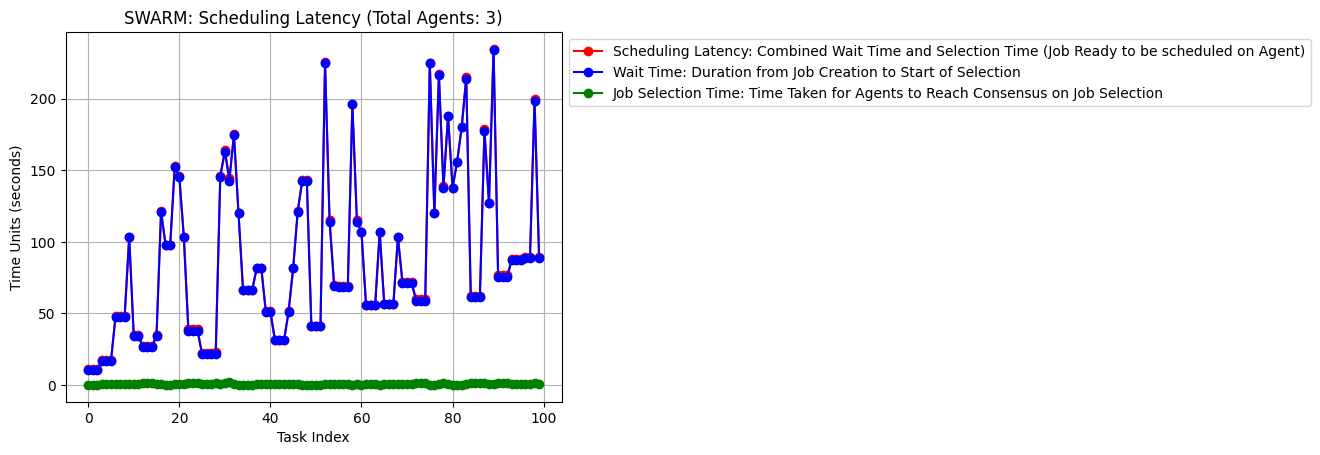 SWARM: Scheduling Latency (Total Agents: 3)
Scheduling Latency: Combined Wait Time and Selection Time (Job Ready to be scheduled on Agent)
Wait Time: Duration from Job Creation to Start of Selection
Job Selection Time: Time Taken for Agents to Reach Consensus on Job Selection
Time Units (seconds)
200
150
100
50
0
0 20 40 60 80 100
Task Index